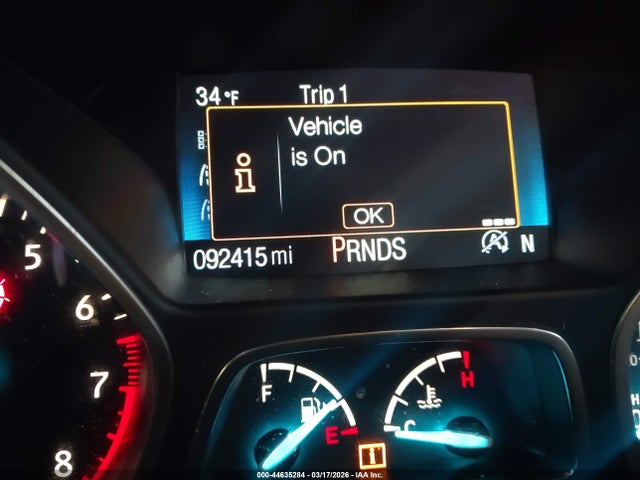 34°F Trip 1
Vehicle
is On
i
OK
092415 mi PRNDS N
5
6
7
8
F
E
H
C
i
000-44635284 - 03/17/2026 - IAA Inc.